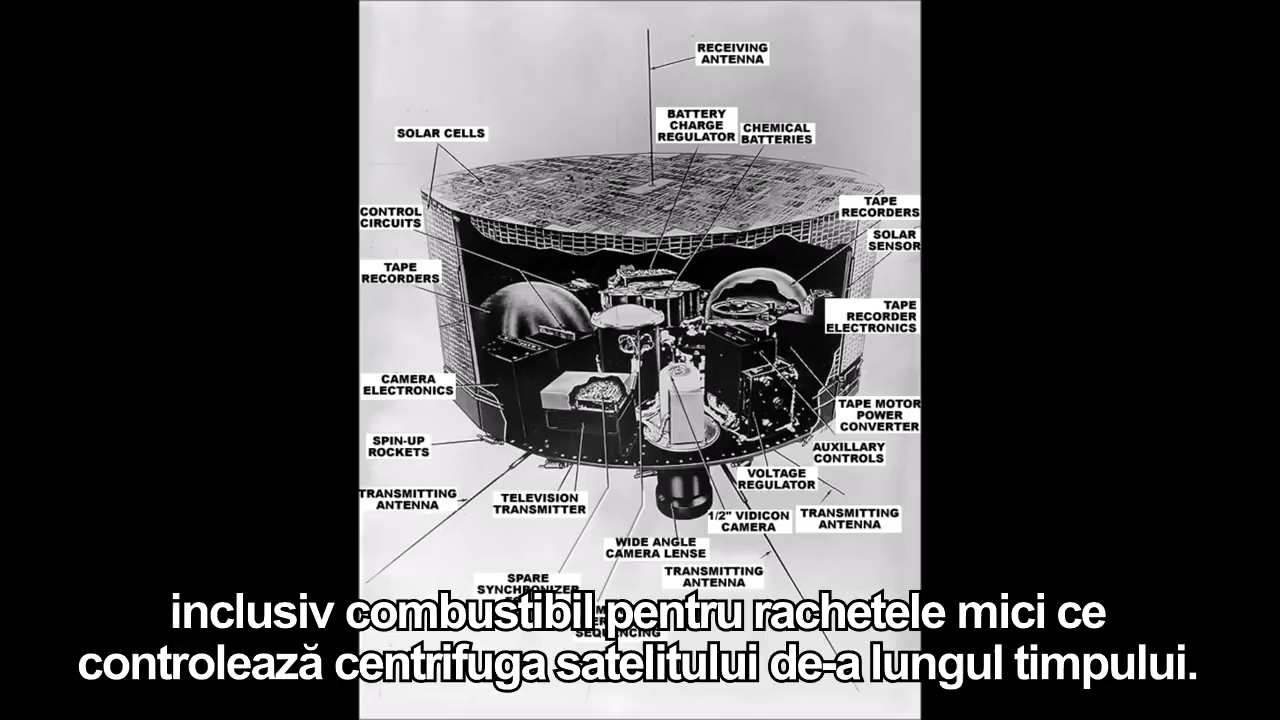 RECEIVING
ANTENNA
BATTERY
CHARGE
REGULATOR
CHEMICAL
BATTERIES
SOLAR CELLS
TAPE
RECORDERS
CONTROL
CIRCUITS
SOLAR
SENSOR
TAPE
RECORDERS
TAPE
RECORDER
ELECTRONICS
CAMERA
ELECTRONICS
TAPE MOTOR
POWER
CONVERTER
SPIN-UP
ROCKETS
AUXILLARY
CONTROLS
VOLTAGE
REGULATOR
TRANSMITTING
ANTENNA
TELEVISION
TRANSMITTER
1/2" VIDICON
CAMERA
TRANSMITTING
ANTENNA
WIDE ANGLE
CAMERA LENSE
TRANSMITTING
ANTENNA
SPARE
SYNCHRONIZER
SEQUENCING
inclusiv combustibil pentru rachetele mici ce
controlează centrifuga satelitului de-a lungul timpului.